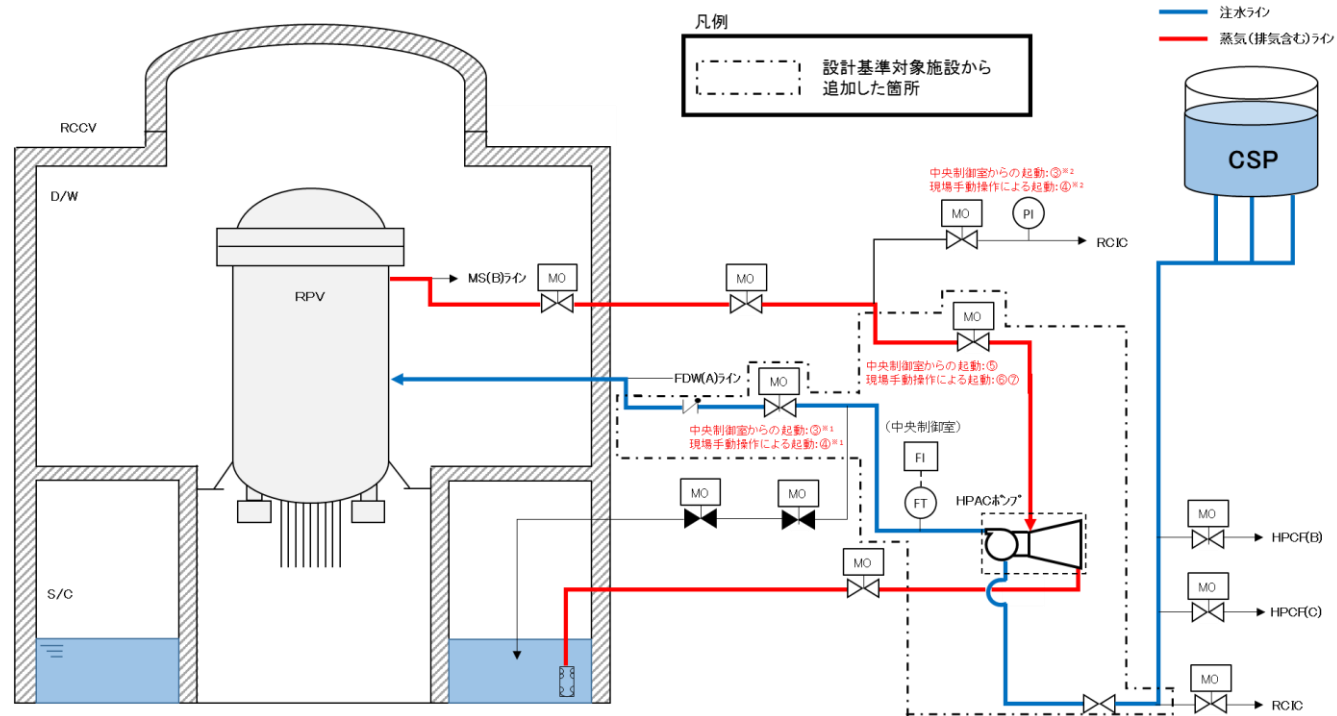 凡例
設計基準対象施設から
追加した箇所
注水ライン
蒸気(排気含む)ライン
CSP
RCCV
D/W
RPV
MS(B)ライン
MO
MO
中央制御室からの起動:③※2
現場手動操作による起動:④※2
MO
PI
RCIC
MO
中央制御室からの起動:⑤
現場手動操作による起動:⑥⑦
FDW(A)ライン
MO
中央制御室からの起動:③※1
現場手動操作による起動:④※1
(中央制御室)
FI
FT
HPACポンプ
MO
MO
MO
S/C
MO
HPCF(B)
MO
HPCF(C)
MO
RCIC